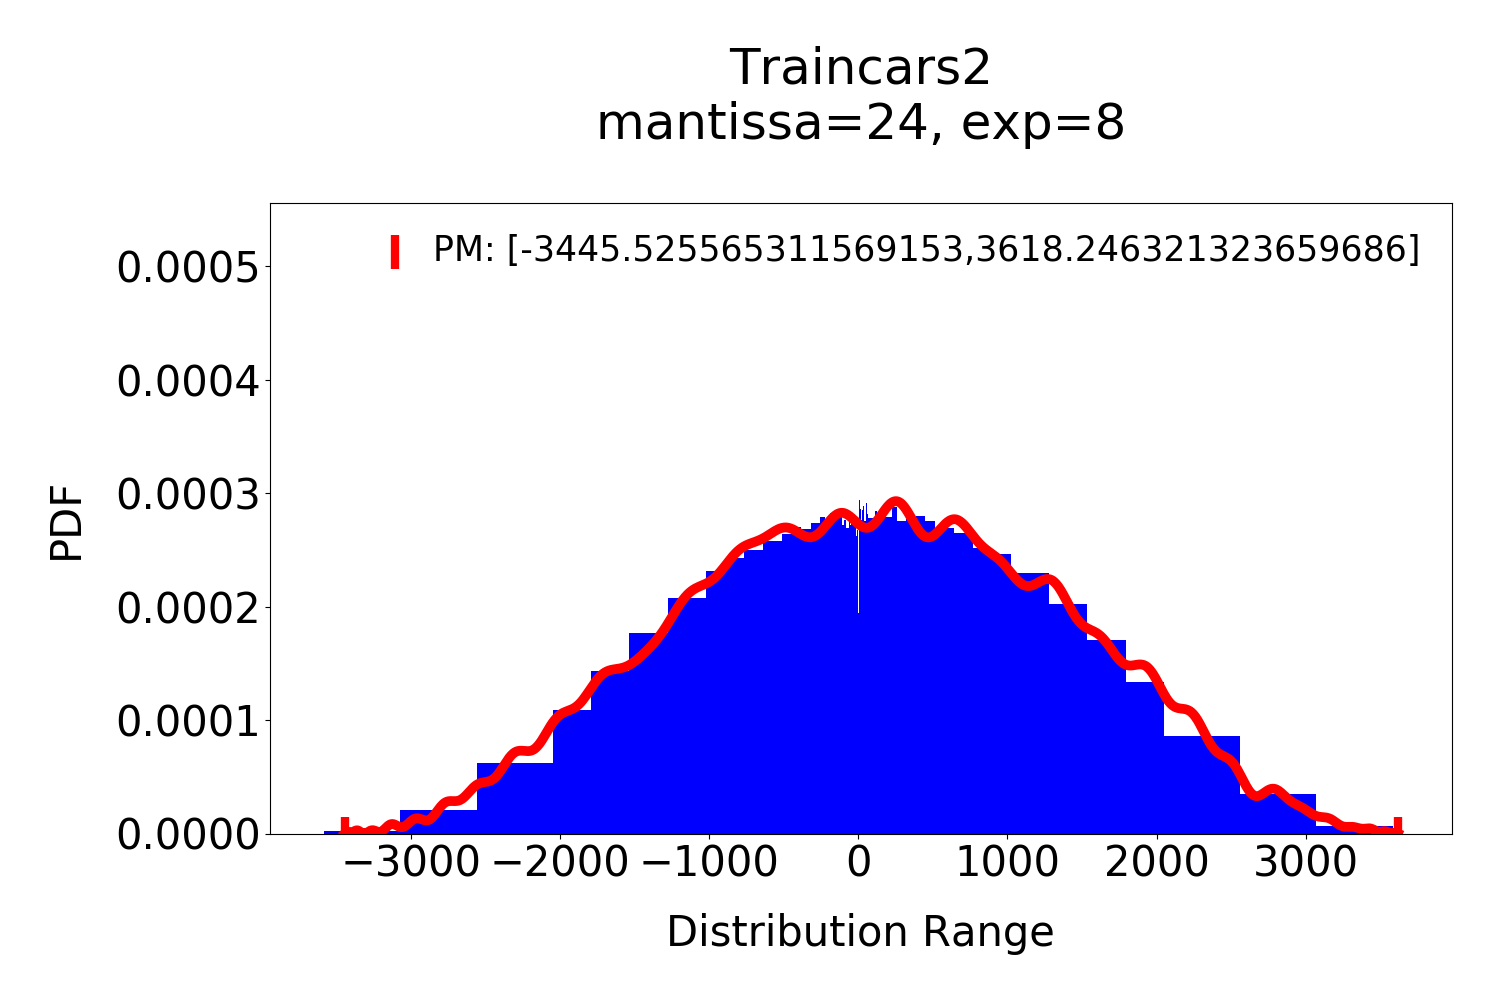 Traincars2
mantissa=24, exp=8
PM: [-3445.525565311569153,3618.246321323659686]
0.0005
0.0004
0.0003
0.0002
0.0001
0.0000
PDF
−3000 −2000 −1000 0 1000 2000 3000
Distribution Range